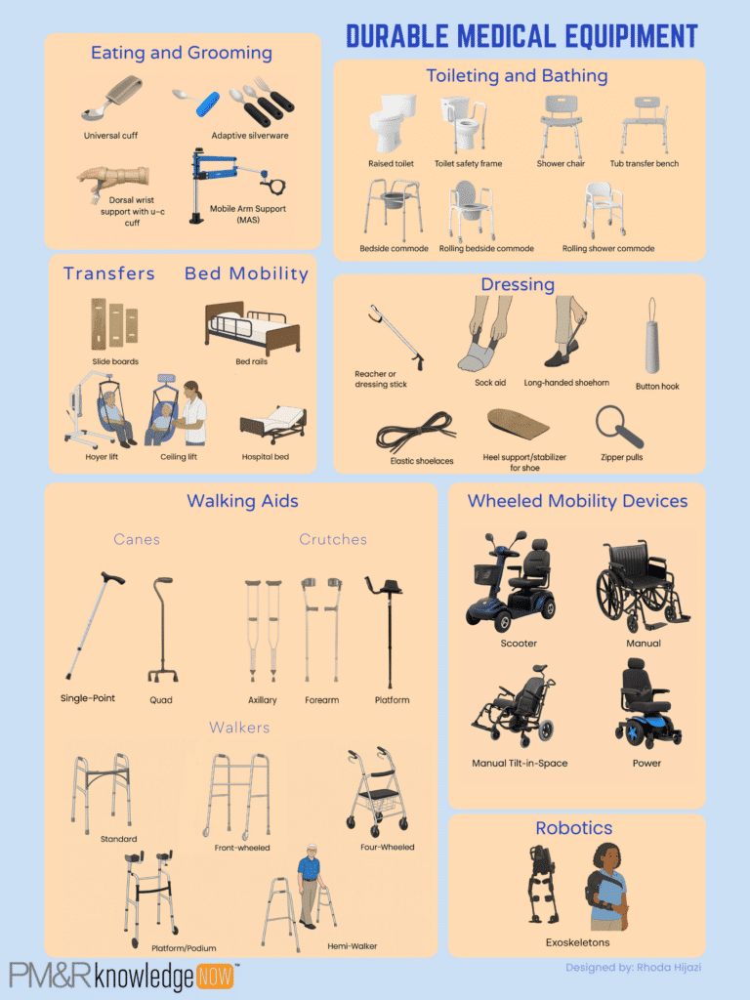 DURABLE MEDICAL EQUIPIMENT
Eating and Grooming
Universal cuff
Adaptive silverware
Dorsal wrist
support with u-c
cuff
Mobile Arm Support
(MAS)
Toileting and Bathing
Raised toilet
Toilet safety frame
Shower chair
Tub transfer bench
Bedside commode
Rolling bedside commode
Rolling shower commode
Transfers
Bed Mobility
Slide boards
Bed rails
Hoyer lift
Ceiling lift
Hospital bed
Dressing
Reacher or
dressing stick
Sock aid
Long-handed shoehorn
Button hook
Elastic shoelaces
Heel support/stabilizer
for shoe
Zipper pulls
Walking Aids
Canes
Crutches
Single-Point
Quad
Axillary
Forearm
Platform
Walkers
Standard
Front-wheeled
Four-Wheeled
Platform/Podium
Hemi-Walker
Wheeled Mobility Devices
Scooter
Manual
Manual Tilt-in-Space
Power
Robotics
Exoskeletons
PM&R knowledge NOW™
Designed by: Rhoda Hijazi